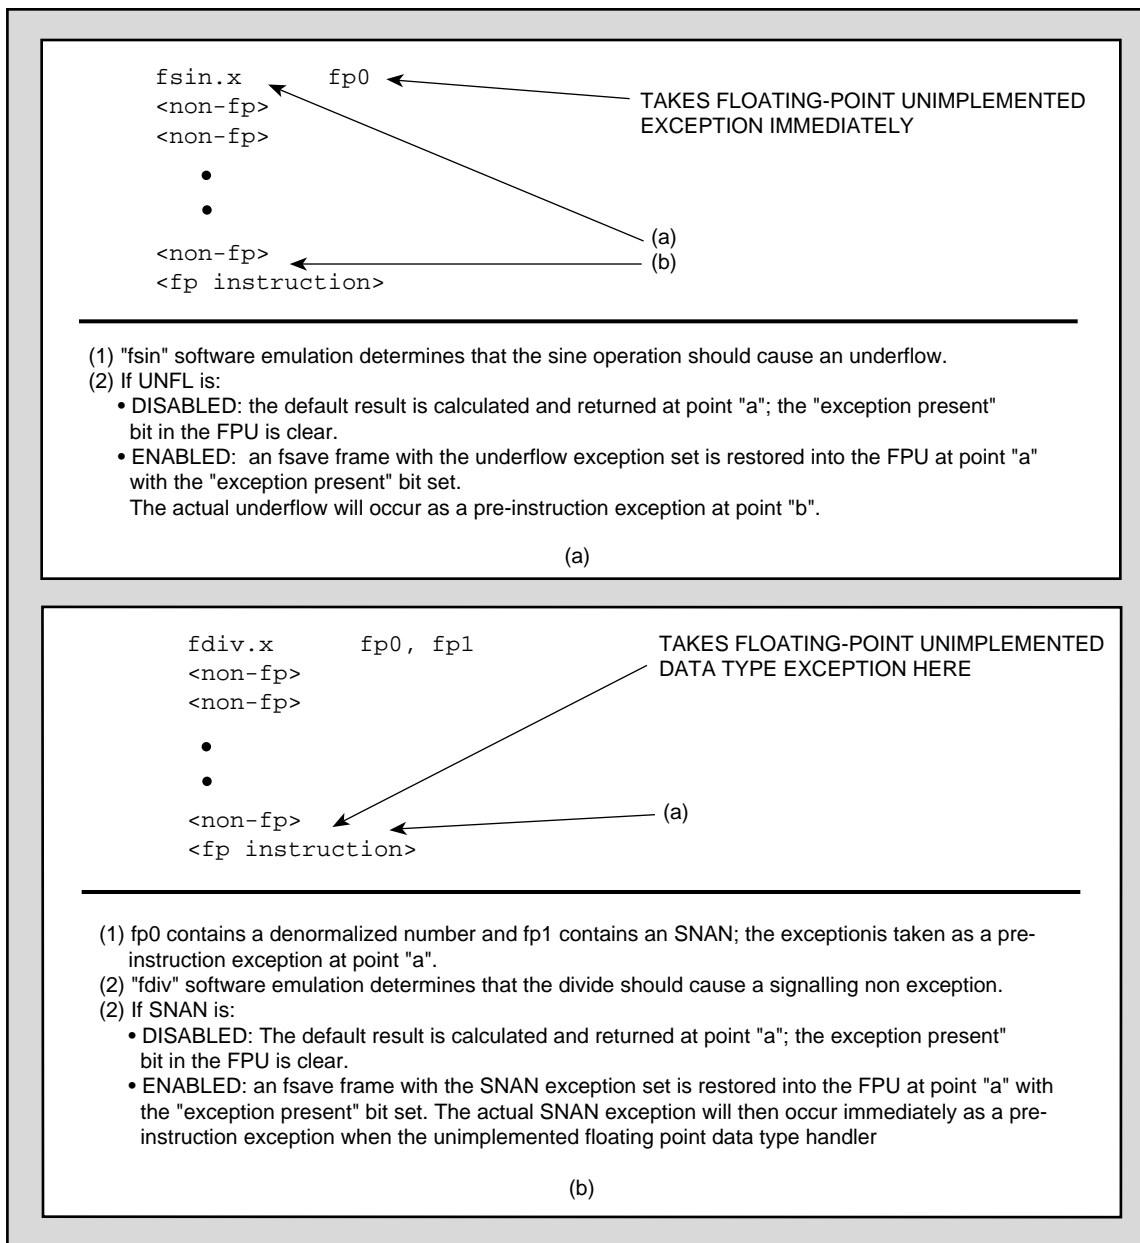 fsin.x fp0
<non-fp>
TAKES FLOATING-POINT UNIMPLEMENTED
EXCEPTION IMMEDIATELY
<non-fp>
(a)
<non-fp>
(b)
<fp instruction>
(1) "fsin" software emulation determines that the sine operation should cause an underflow.
(2) If UNFL is:
• DISABLED: the default result is calculated and returned at point "a"; the "exception present"
bit in the FPU is clear.
• ENABLED: an fsave frame with the underflow exception set is restored into the FPU at point "a"
with the "exception present" bit set.
The actual underflow will occur as a pre-instruction exception at point "b".
(a)
fdiv.x fp0, fp1
TAKES FLOATING-POINT UNIMPLEMENTED
<non-fp>
DATA TYPE EXCEPTION HERE
<non-fp>
<non-fp>
(a)
<fp instruction>
(1) fp0 contains a denormalized number and fp1 contains an SNAN; the exceptionis taken as a pre-
instruction exception at point "a".
(2) "fdiv" software emulation determines that the divide should cause a signalling non exception.
(2) If SNAN is:
• DISABLED: The default result is calculated and returned at point "a"; the exception present"
bit in the FPU is clear.
• ENABLED: an fsave frame with the SNAN exception set is restored into the FPU at point "a" with
the "exception present" bit set. The actual SNAN exception will then occur immediately as a pre-
instruction exception when the unimplemented floating point data type handler
(b)